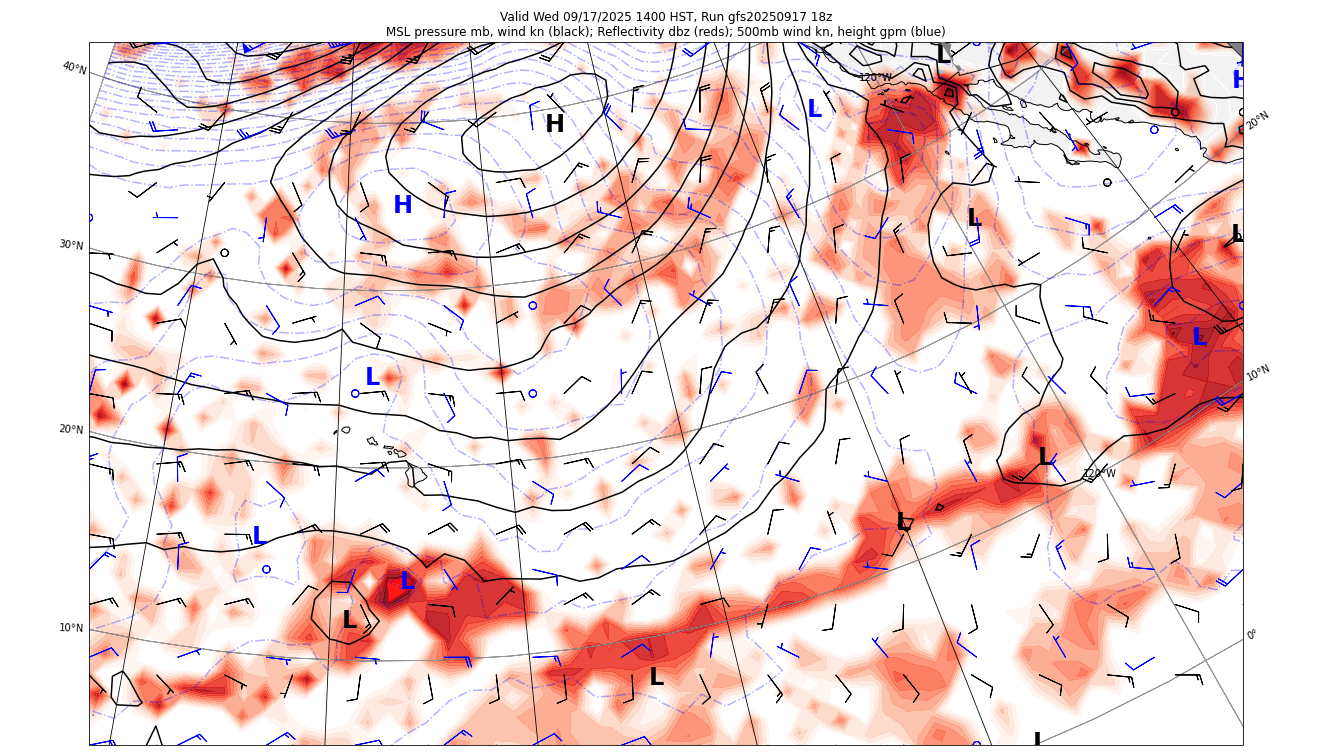 Valid Wed 09/17/2025 1400 HST, Run gfs20250917 18z
MSL pressure mb, wind kn (black); Reflectivity dbz (reds); 500mb wind kn, height gpm (blue)
L
40°N
120°W
H
L
20°N
H
H
L
L
30°N
L
L
10°N
20°N
L
120°W
L
L
L
L
10°N
0°
L
L